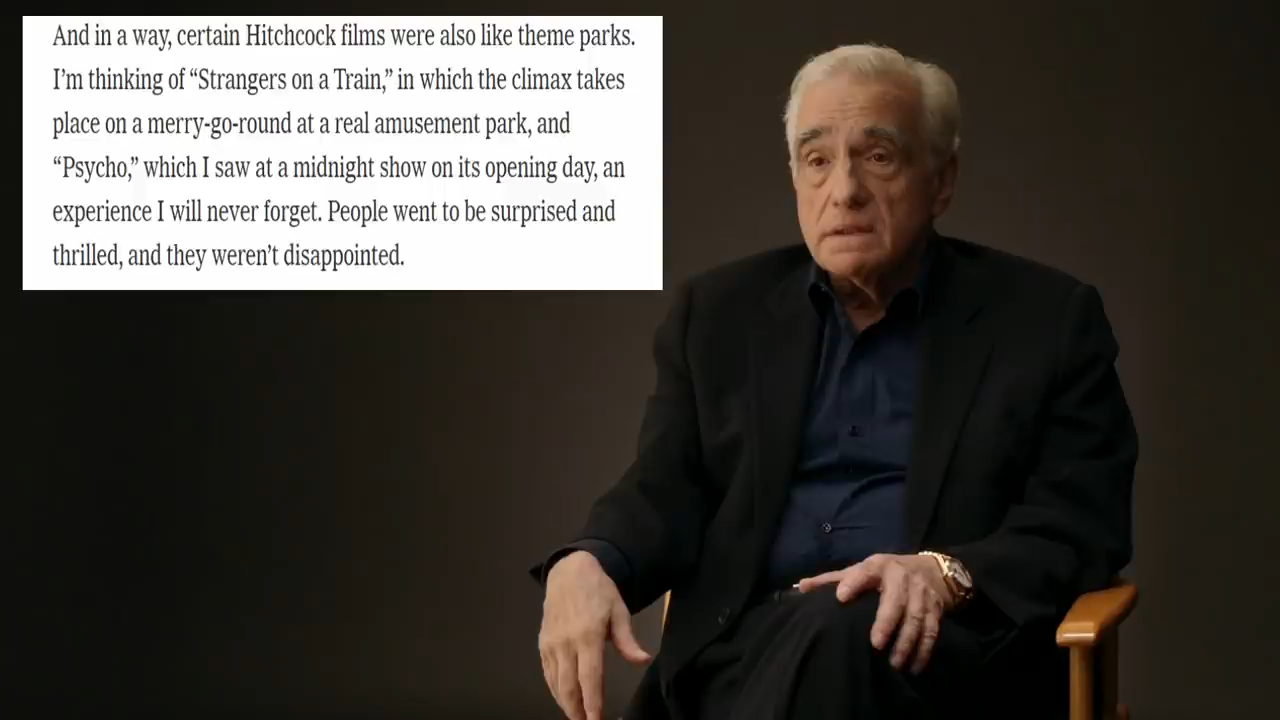 And in a way, certain Hitchcock films were also like theme parks.
I’m thinking of “Strangers on a Train,” in which the climax takes
place on a merry-go-round at a real amusement park, and
“Psycho,” which I saw at a midnight show on its opening day, an
experience I will never forget. People went to be surprised and
thrilled, and they weren’t disappointed.